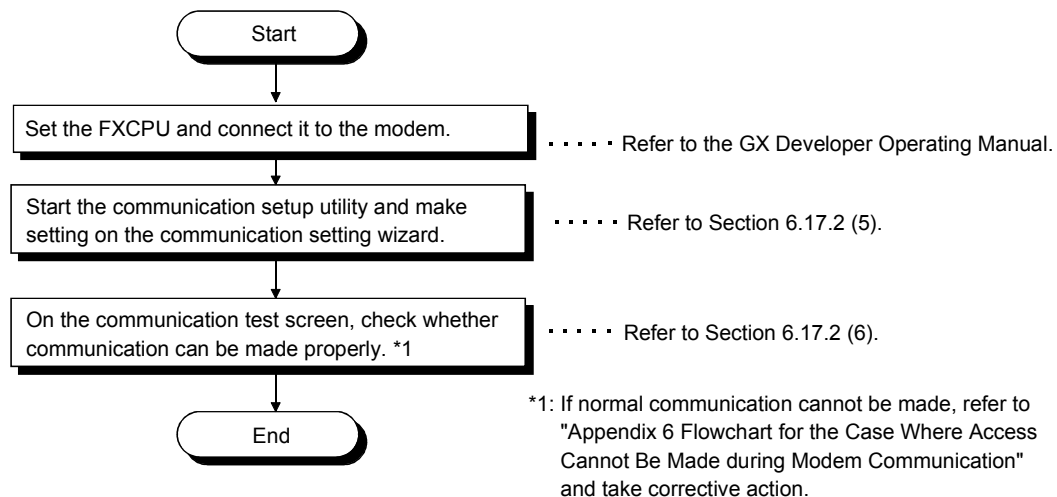 Start
Set the FXCPU and connect it to the modem.
Refer to the GX Developer Operating Manual.
Start the communication setup utility and make
setting on the communication setting wizard.
Refer to Section 6.17.2 (5).
On the communication test screen, check whether
communication can be made properly. *1
Refer to Section 6.17.2 (6).
End
*1: If normal communication cannot be made, refer to
"Appendix 6 Flowchart for the Case Where Access
Cannot Be Made during Modem Communication"
and take corrective action.